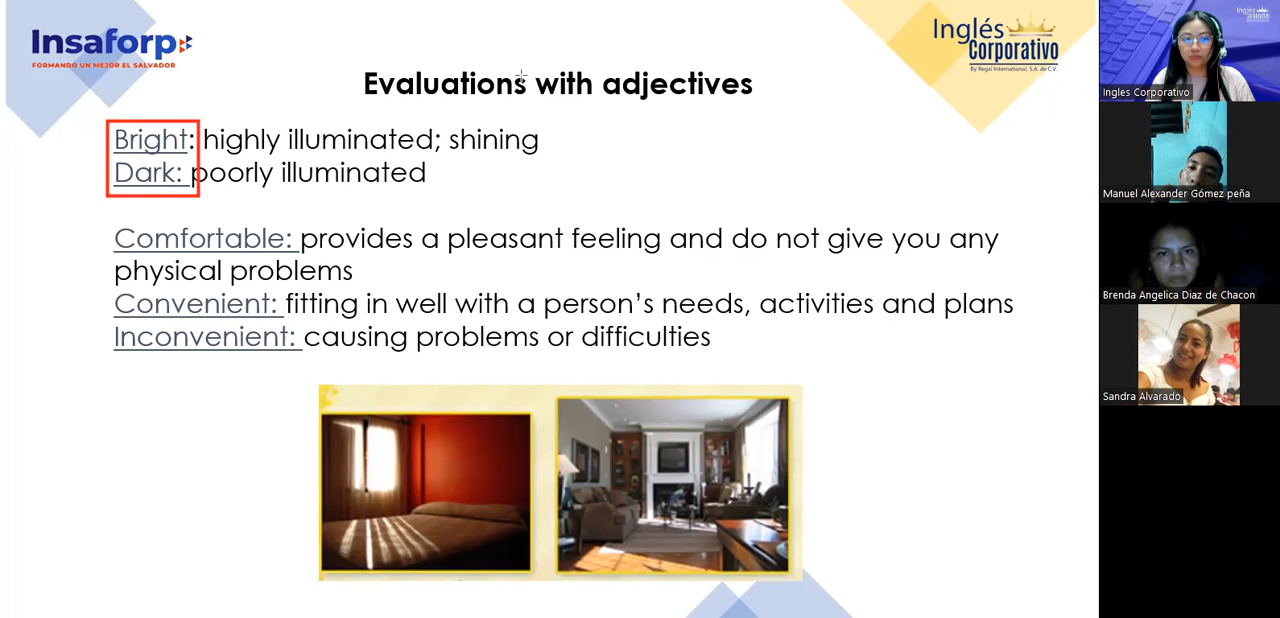 Insaforp
FORMANDO UN MEJOR EL SALVADOR
Inglés
Corporativo
By Regal International, S.A. de C.V.
Evaluations with adjectives
Bright: highly illuminated; shining
Dark: poorly illuminated
Comfortable: provides a pleasant feeling and do not give you any
physical problems
Convenient: fitting in well with a person's needs, activities and plans
Inconvenient: causing problems or difficulties
Inglés
Ingles Corporativo
Manuel Alexander Gómez peña
Brenda Angelica Diaz de Chacon
Sandra Alvarado